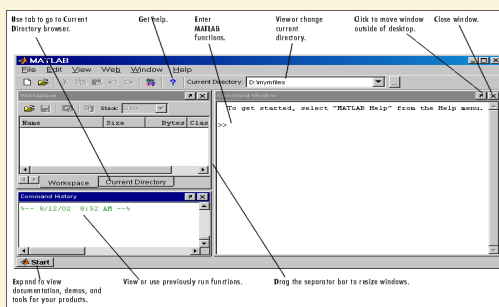 Use tab to go to Current
Directory browser.
Get help.
Enter
MATLAB
functions.
View or change
current
directory.
Click to move window
outside of desktop.
Close window.
MATLAB
File Edit View Web Window Help
Current Directory: D:\mymfiles
Workspace
Stack: Base
Name Size Bytes Clas
Workspace Current Directory
Command History
%-- 8/12/02 8:52 AM --%
Command Window
To get started, select "MATLAB Help" from the Help menu.
>>
Start
Expand to view
documentation, demos, and
tools for your products.
View or use previously run functions.
Drag the separator bar to resize windows.